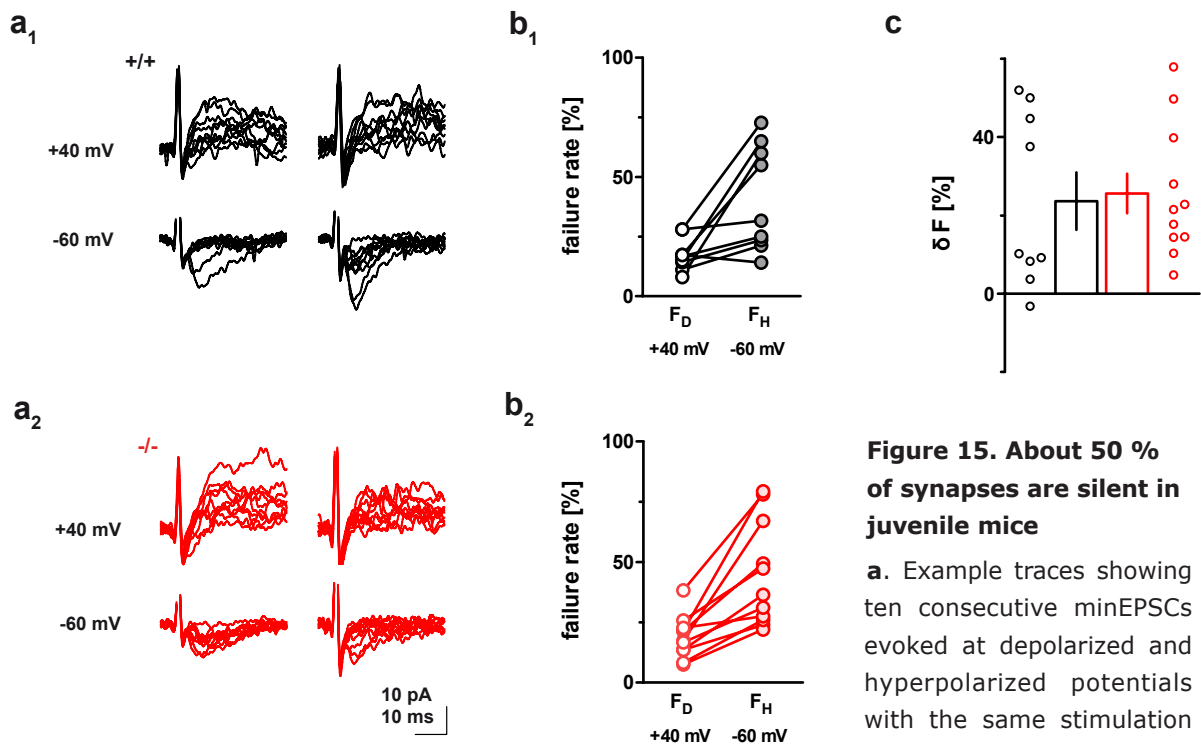 a1
+/+
+40 mV
-60 mV
b1
failure rate [%]
100
50
0
FD
FH
+40 mV
-60 mV
c
δF [%]
40
0
a2
-/-
+40 mV
-60 mV
10 pA
10 ms
b2
failure rate [%]
100
50
0
FD
FH
+40 mV
-60 mV
Figure 15. About 50 %
of synapses are silent in
juvenile mice
a. Example traces showing
ten consecutive minEPSCs
evoked at depolarized and
hyperpolarized potentials
with the same stimulation